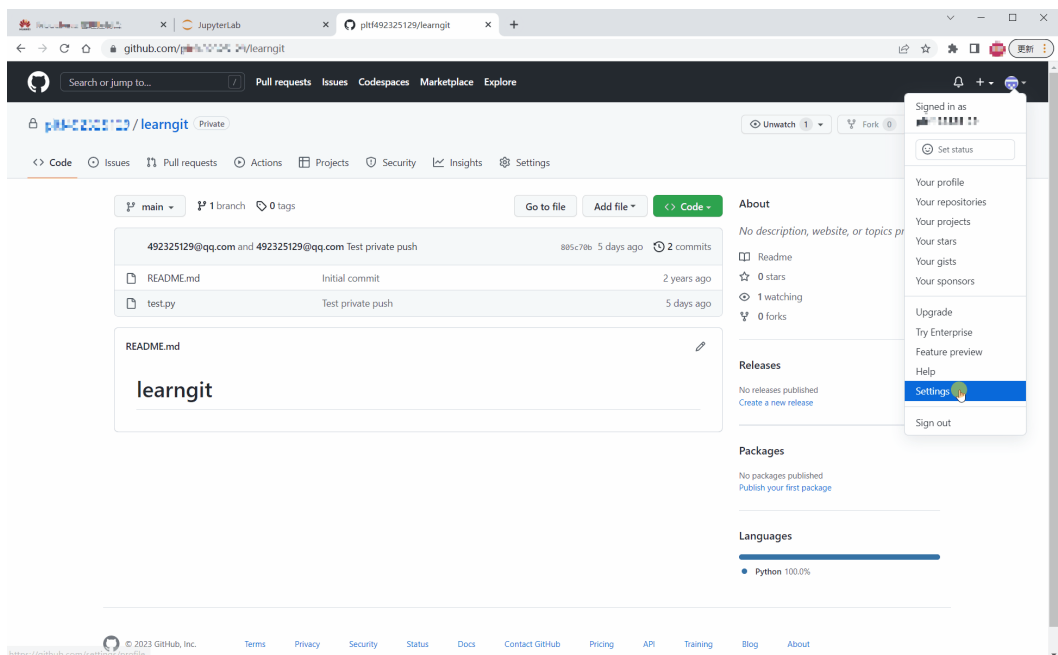 JupyterLab
pltf492325129/learngit
github.com/
/learngit
更新
Search or jump to...
/
Pull requests Issues Codespaces Marketplace Explore
Signed in as
/ learngit Private
Unwatch 1
Fork 0
Set status
Code Issues Pull requests Actions Projects Security Insights Settings
Your profile
Your repositories
Your projects
Your stars
Your gists
Your sponsors
Upgrade
Try Enterprise
Feature preview
Help
Settings
Sign out
main 1 branch 0 tags Go to file Add file Code
492325129@qq.com and 492325129@qq.com Test private push 805c70b 5 days ago 2 commits
README.md Initial commit 2 years ago
test.py Test private push 5 days ago
README.md
learngit
About
No description, website, or topics pr
Readme
0 stars
1 watching
0 forks
Releases
No releases published
Create a new release
Packages
No packages published
Publish your first package
Languages
Python 100.0%
© 2023 GitHub, Inc. Terms Privacy Security Status Docs Contact GitHub Pricing API Training Blog About
https://github.com/settings/profile